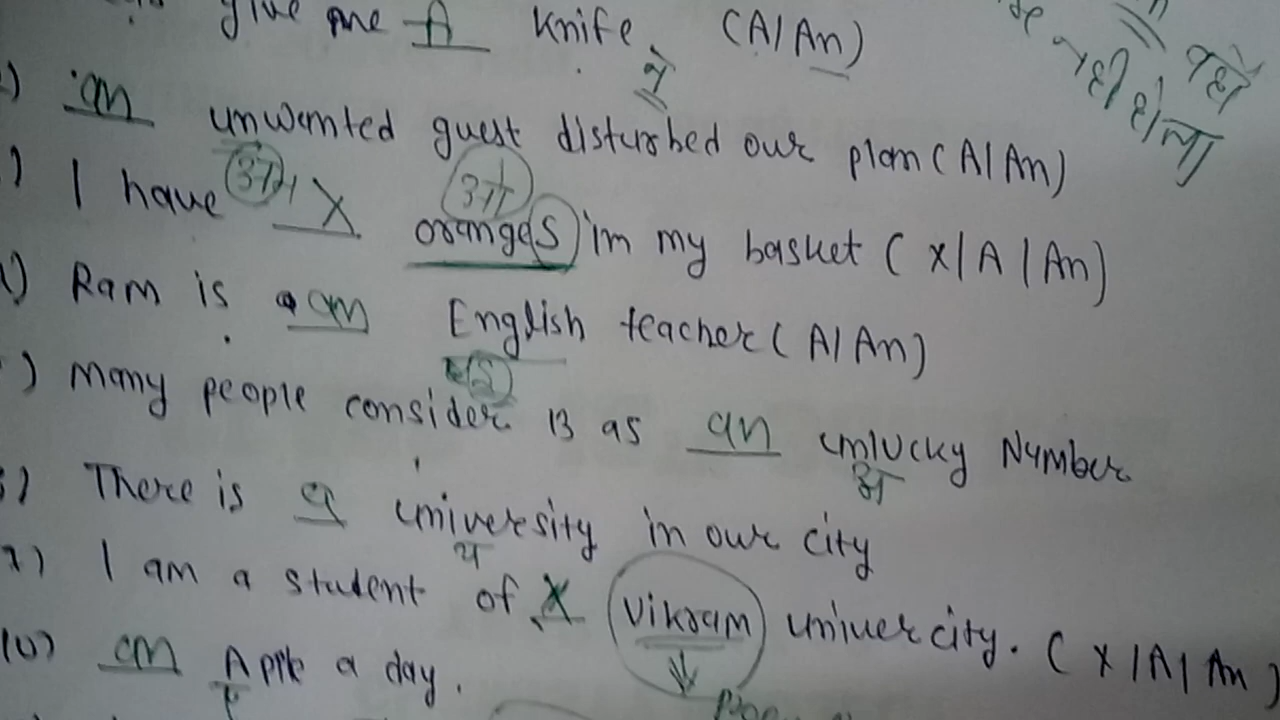 give me A knife. (A/An)
an unwanted guest disturbed our plan (A/An)
I have X oranges in my basket (X/A/An)
Ram is an English teacher (A/An)
Many people consider 13 as an unlucky Number
अ
There is a university in our city
य
I am a student of X Vikram univercity. (X/A/An)
(10) an Apple a day.